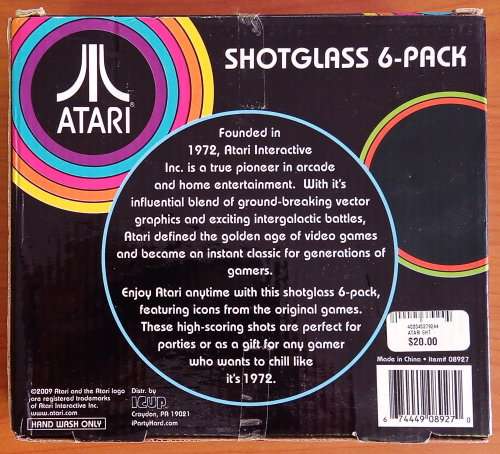 SHOTGLASS 6-PACK
ATARI®
Founded in
1972, Atari Interactive
Inc. is a true pioneer in arcade
and home entertainment. With it's
influential blend of ground-breaking vector
graphics and exciting intergalactic battles,
Atari defined the golden age of video games
and became an instant classic for generations of
gamers.
Enjoy Atari anytime with this shotglass 6-pack,
featuring icons from the original games.
These high-scoring shots are perfect for
parties or as a gift for any gamer
who wants to chill like
it's 1972.
ATARI SHT
$20.00
Made in China • Item# 08927
6 74449 08927 0
©2009 Atari and the Atari logo
are registered trademarks
of Atari Interactive Inc.
www.atari.com
HAND WASH ONLY
Distr. by
ICUP
Croydon, PA 19021
iPartyHard.com